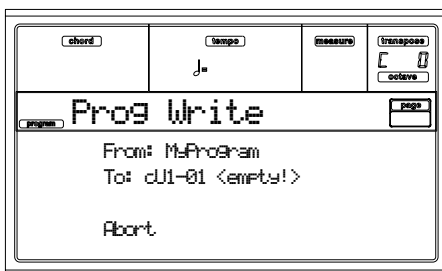 chord tempo measure transpose
♩= C 0
octave
program Prog Write page
From: MyProgram
To: cU1-01 <empty!>
Abort